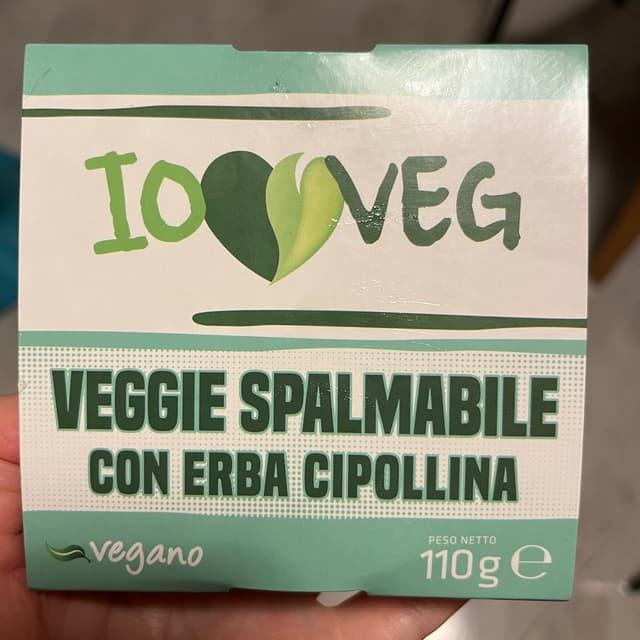 IO VEG
VEGGIE SPALMABILE
CON ERBA CIPOLLINA
vegano
PESO NETTO
110g ℮